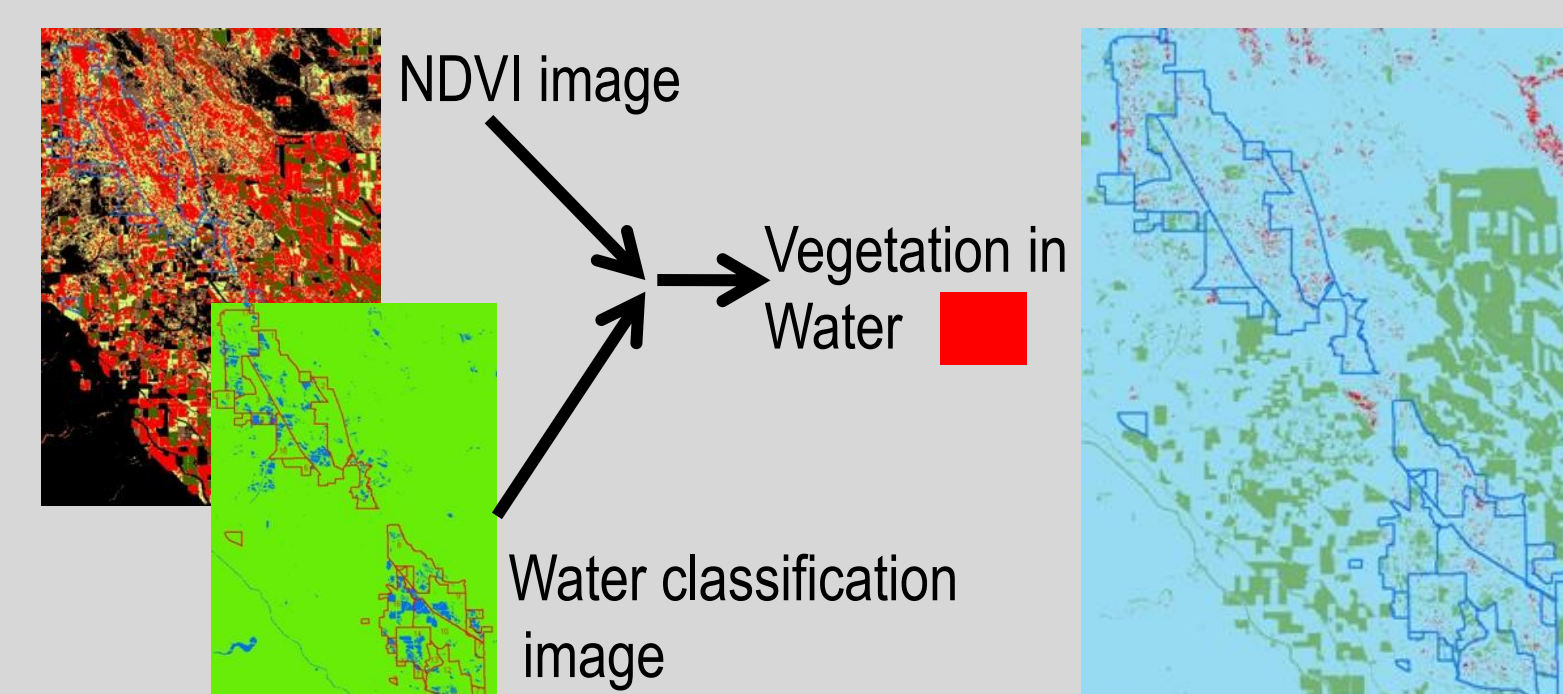 NDVI image
Vegetation in
Water
Water classification
image